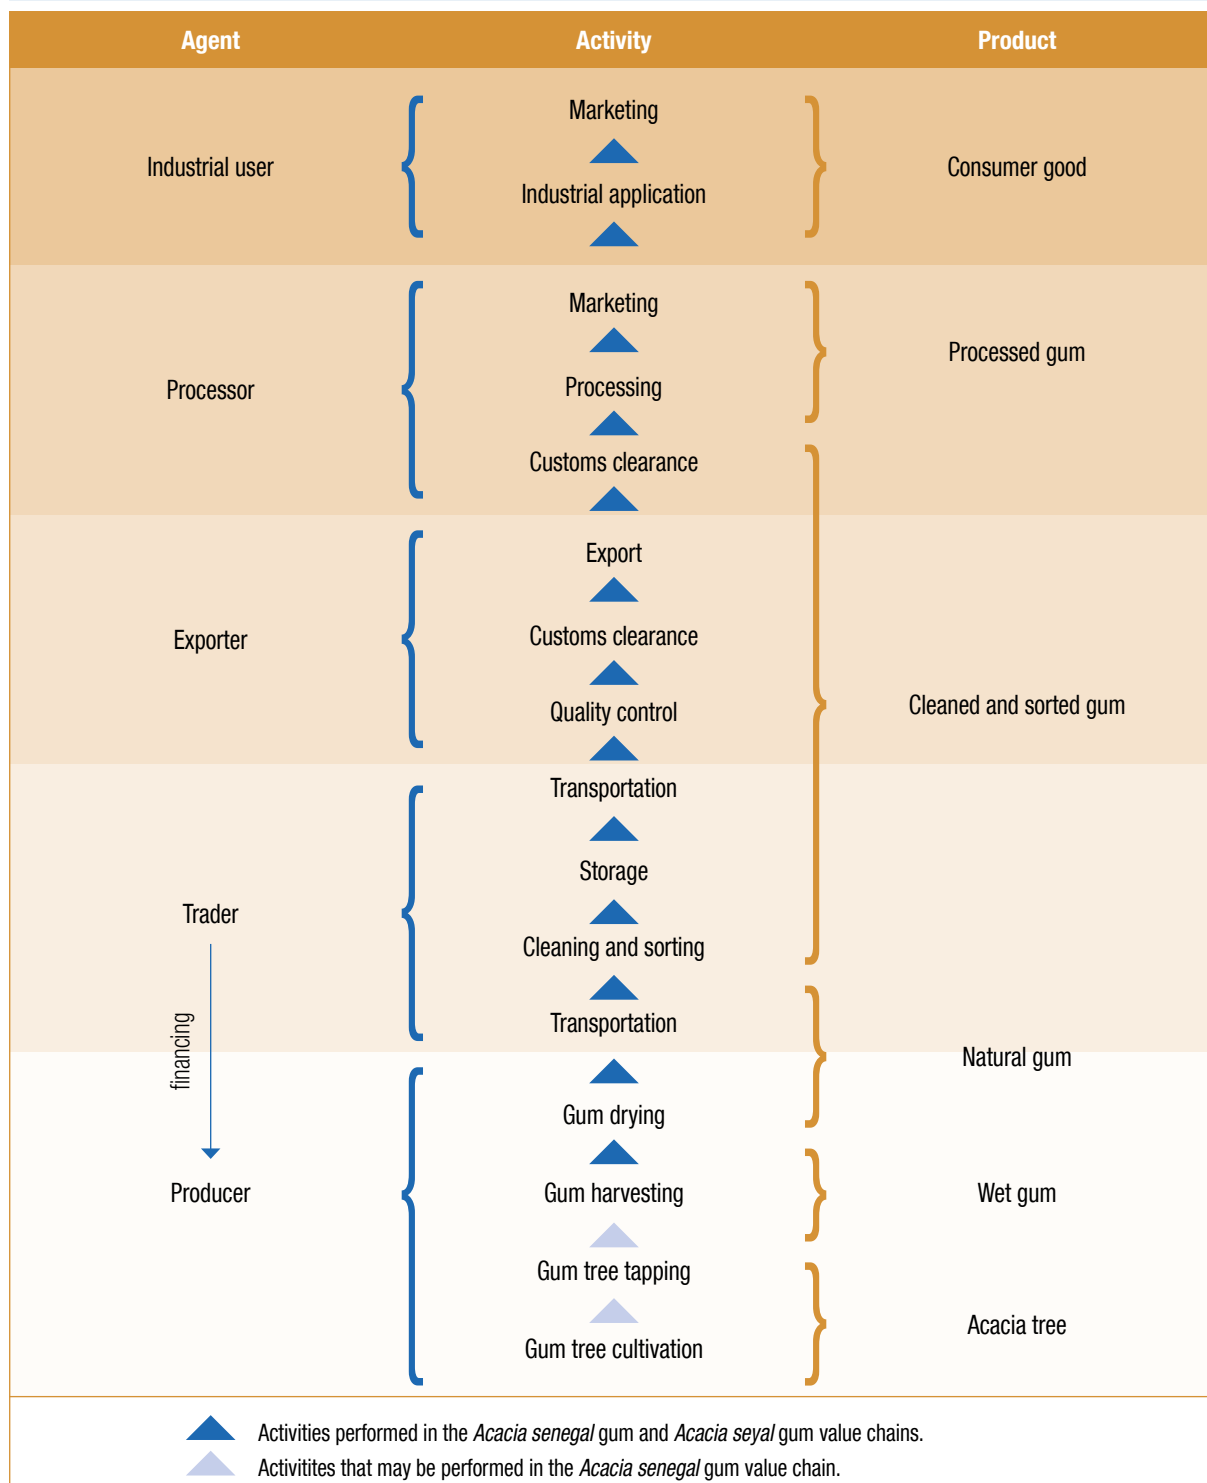 Agent Activity Product
Marketing
Industrial user Consumer good
Industrial application
Marketing
Processed gum
Processor Processing
Customs clearance
Export
Exporter Customs clearance
Quality control Cleaned and sorted gum
Transportation
Storage
Trader
Cleaning and sorting
Transportation
financing
Natural gum
Gum drying
Producer Gum harvesting Wet gum
Gum tree tapping
Acacia tree
Gum tree cultivation
Activities performed in the Acacia senegal gum and Acacia seyal gum value chains.
Activitites that may be performed in the Acacia senegal gum value chain.